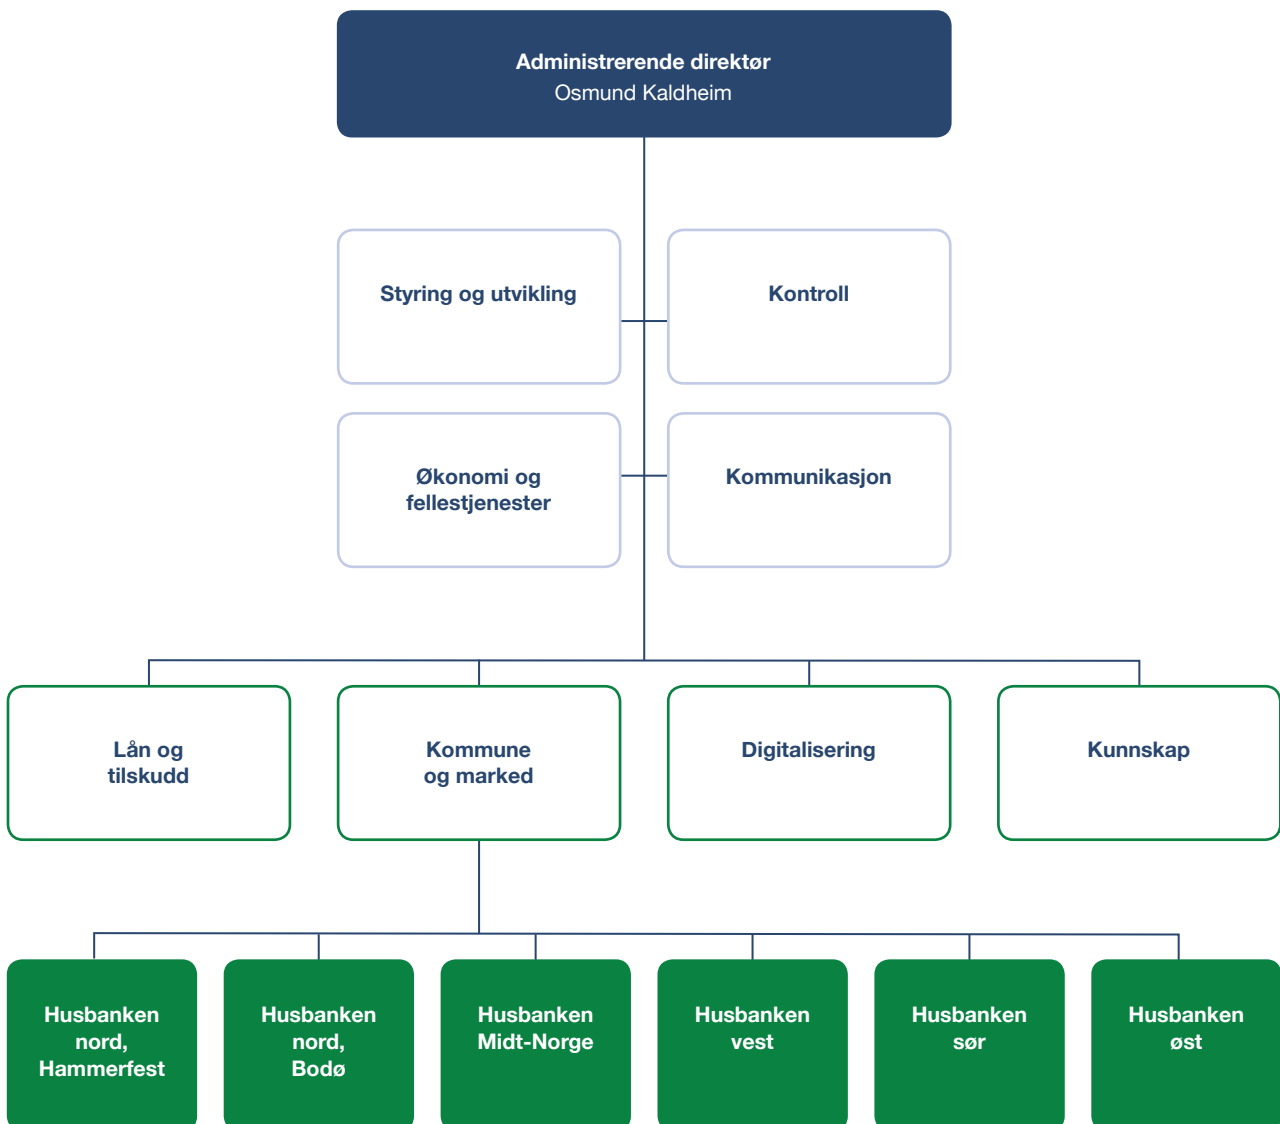 Administrerende direktør
Osmund Kaldheim
Styring og utvikling
Kontroll
Økonomi og
fellestjenester
Kommunikasjon
Lån og
tilskudd
Kommune
og marked
Digitalisering
Kunnskap
Husbanken
nord,
Hammerfest
Husbanken
nord,
Bodø
Husbanken
Midt-Norge
Husbanken
vest
Husbanken
sør
Husbanken
øst